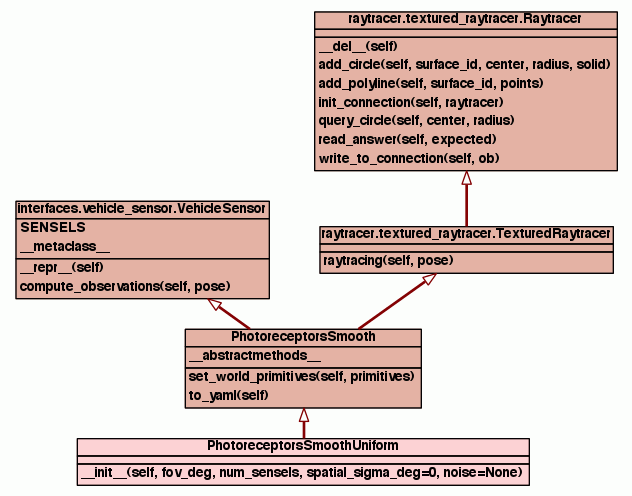 raytracer.textured_raytracer.Raytracer
__del__(self)
add_circle(self, surface_id, center, radius, solid)
add_polyline(self, surface_id, points)
init_connection(self, raytracer)
query_circle(self, center, radius)
read_answer(self, expected)
write_to_connection(self, ob)
interfaces.vehicle_sensor.VehicleSensor
SENSELS
__metaclass__
__repr__(self)
compute_observations(self, pose)
raytracer.textured_raytracer.TexturedRaytracer
raytracing(self, pose)
PhotoreceptorsSmooth
__abstractmethods__
set_world_primitives(self, primitives)
to_yaml(self)
PhotoreceptorsSmoothUniform
__init__(self, fov_deg, num_sensels, spatial_sigma_deg=0, noise=None)